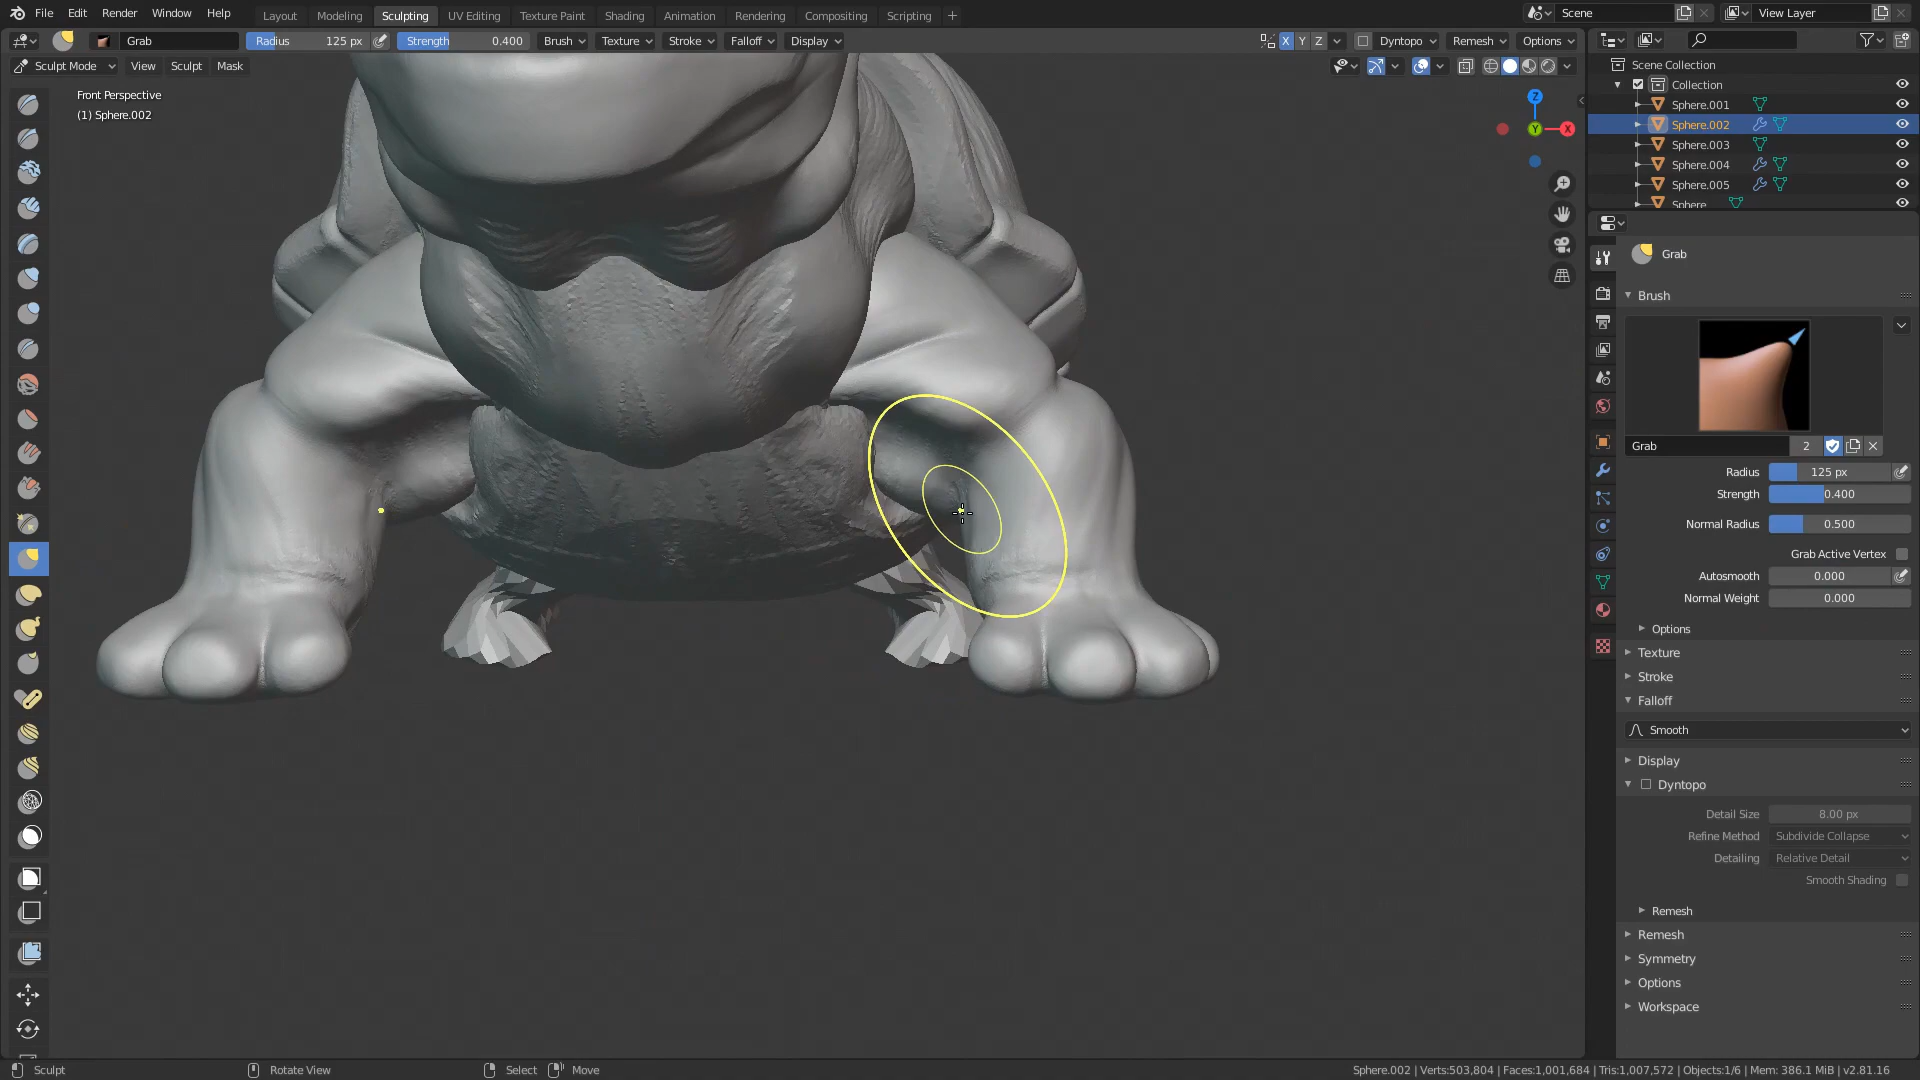 File Edit Render Window Help Layout Modeling Sculpting UV Editing Texture Paint Shading Animation Rendering Compositing Scripting + Scene View Layer
Grab Radius 125 px Strength 0.400 Brush Texture Stroke Falloff Display X Y Z Dyntopo Remesh Options
Sculpt Mode View Sculpt Mask
Front Perspective
(1) Sphere.002
Z
Y
X
Scene Collection
Collection
Sphere.001
Sphere.002
Sphere.003
Sphere.004
Sphere.005
Sphere
Grab
Brush
Grab 2
Radius 125 px
Strength 0.400
Normal Radius 0.500
Grab Active Vertex
Autosmooth 0.000
Normal Weight 0.000
Options
Texture
Stroke
Falloff
Smooth
Display
Dyntopo
Detail Size 8.00 px
Refine Method Subdivide Collapse
Detailing Relative Detail
Smooth Shading
Remesh
Remesh
Symmetry
Options
Workspace
Sculpt Rotate View Select Move Sphere.002 | Verts:503,804 | Faces:1,001,684 | Tris:1,007,572 | Objects:1/6 | Mem: 386.1 MiB | v2.81.16